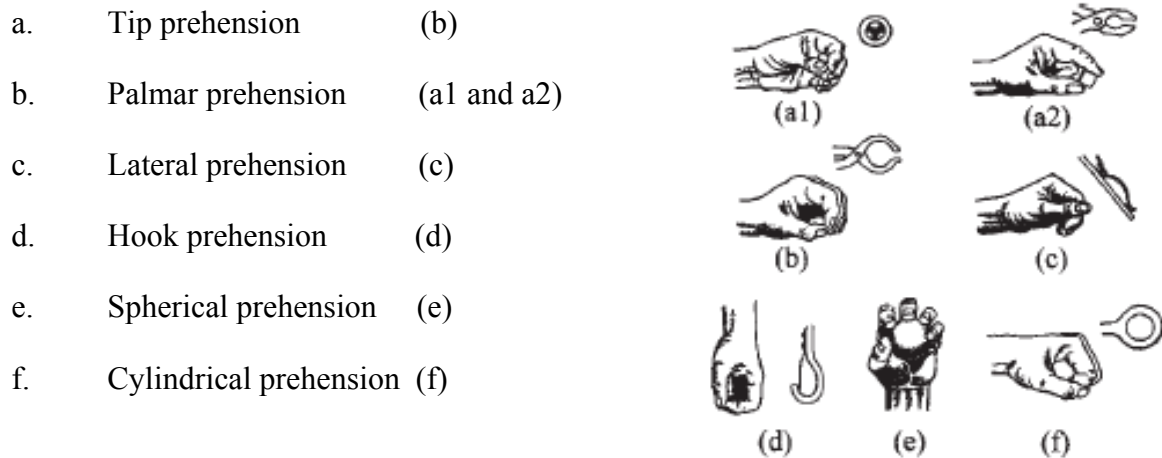 a. Tip prehension (b)
b. Palmar prehension (a1 and a2)
c. Lateral prehension (c)
d. Hook prehension (d)
e. Spherical prehension (e)
f. Cylindrical prehension (f)
(a1) (a2)
(b) (c)
(d) (e) (f)